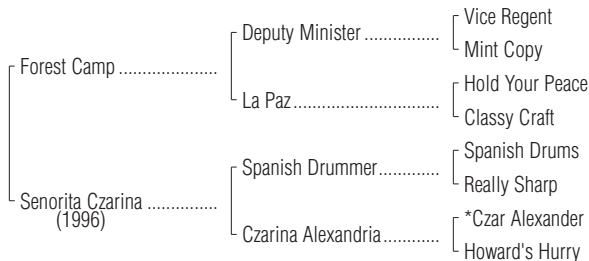 Vice Regent
Deputy Minister ................
Mint Copy
Forest Camp .....................
Hold Your Peace
La Paz...............................
Classy Craft
Spanish Drums
Spanish Drummer.............
Really Sharp
Senorita Czarina ...............
(1996)
*Czar Alexander
Czarina Alexandria............
Howard's Hurry